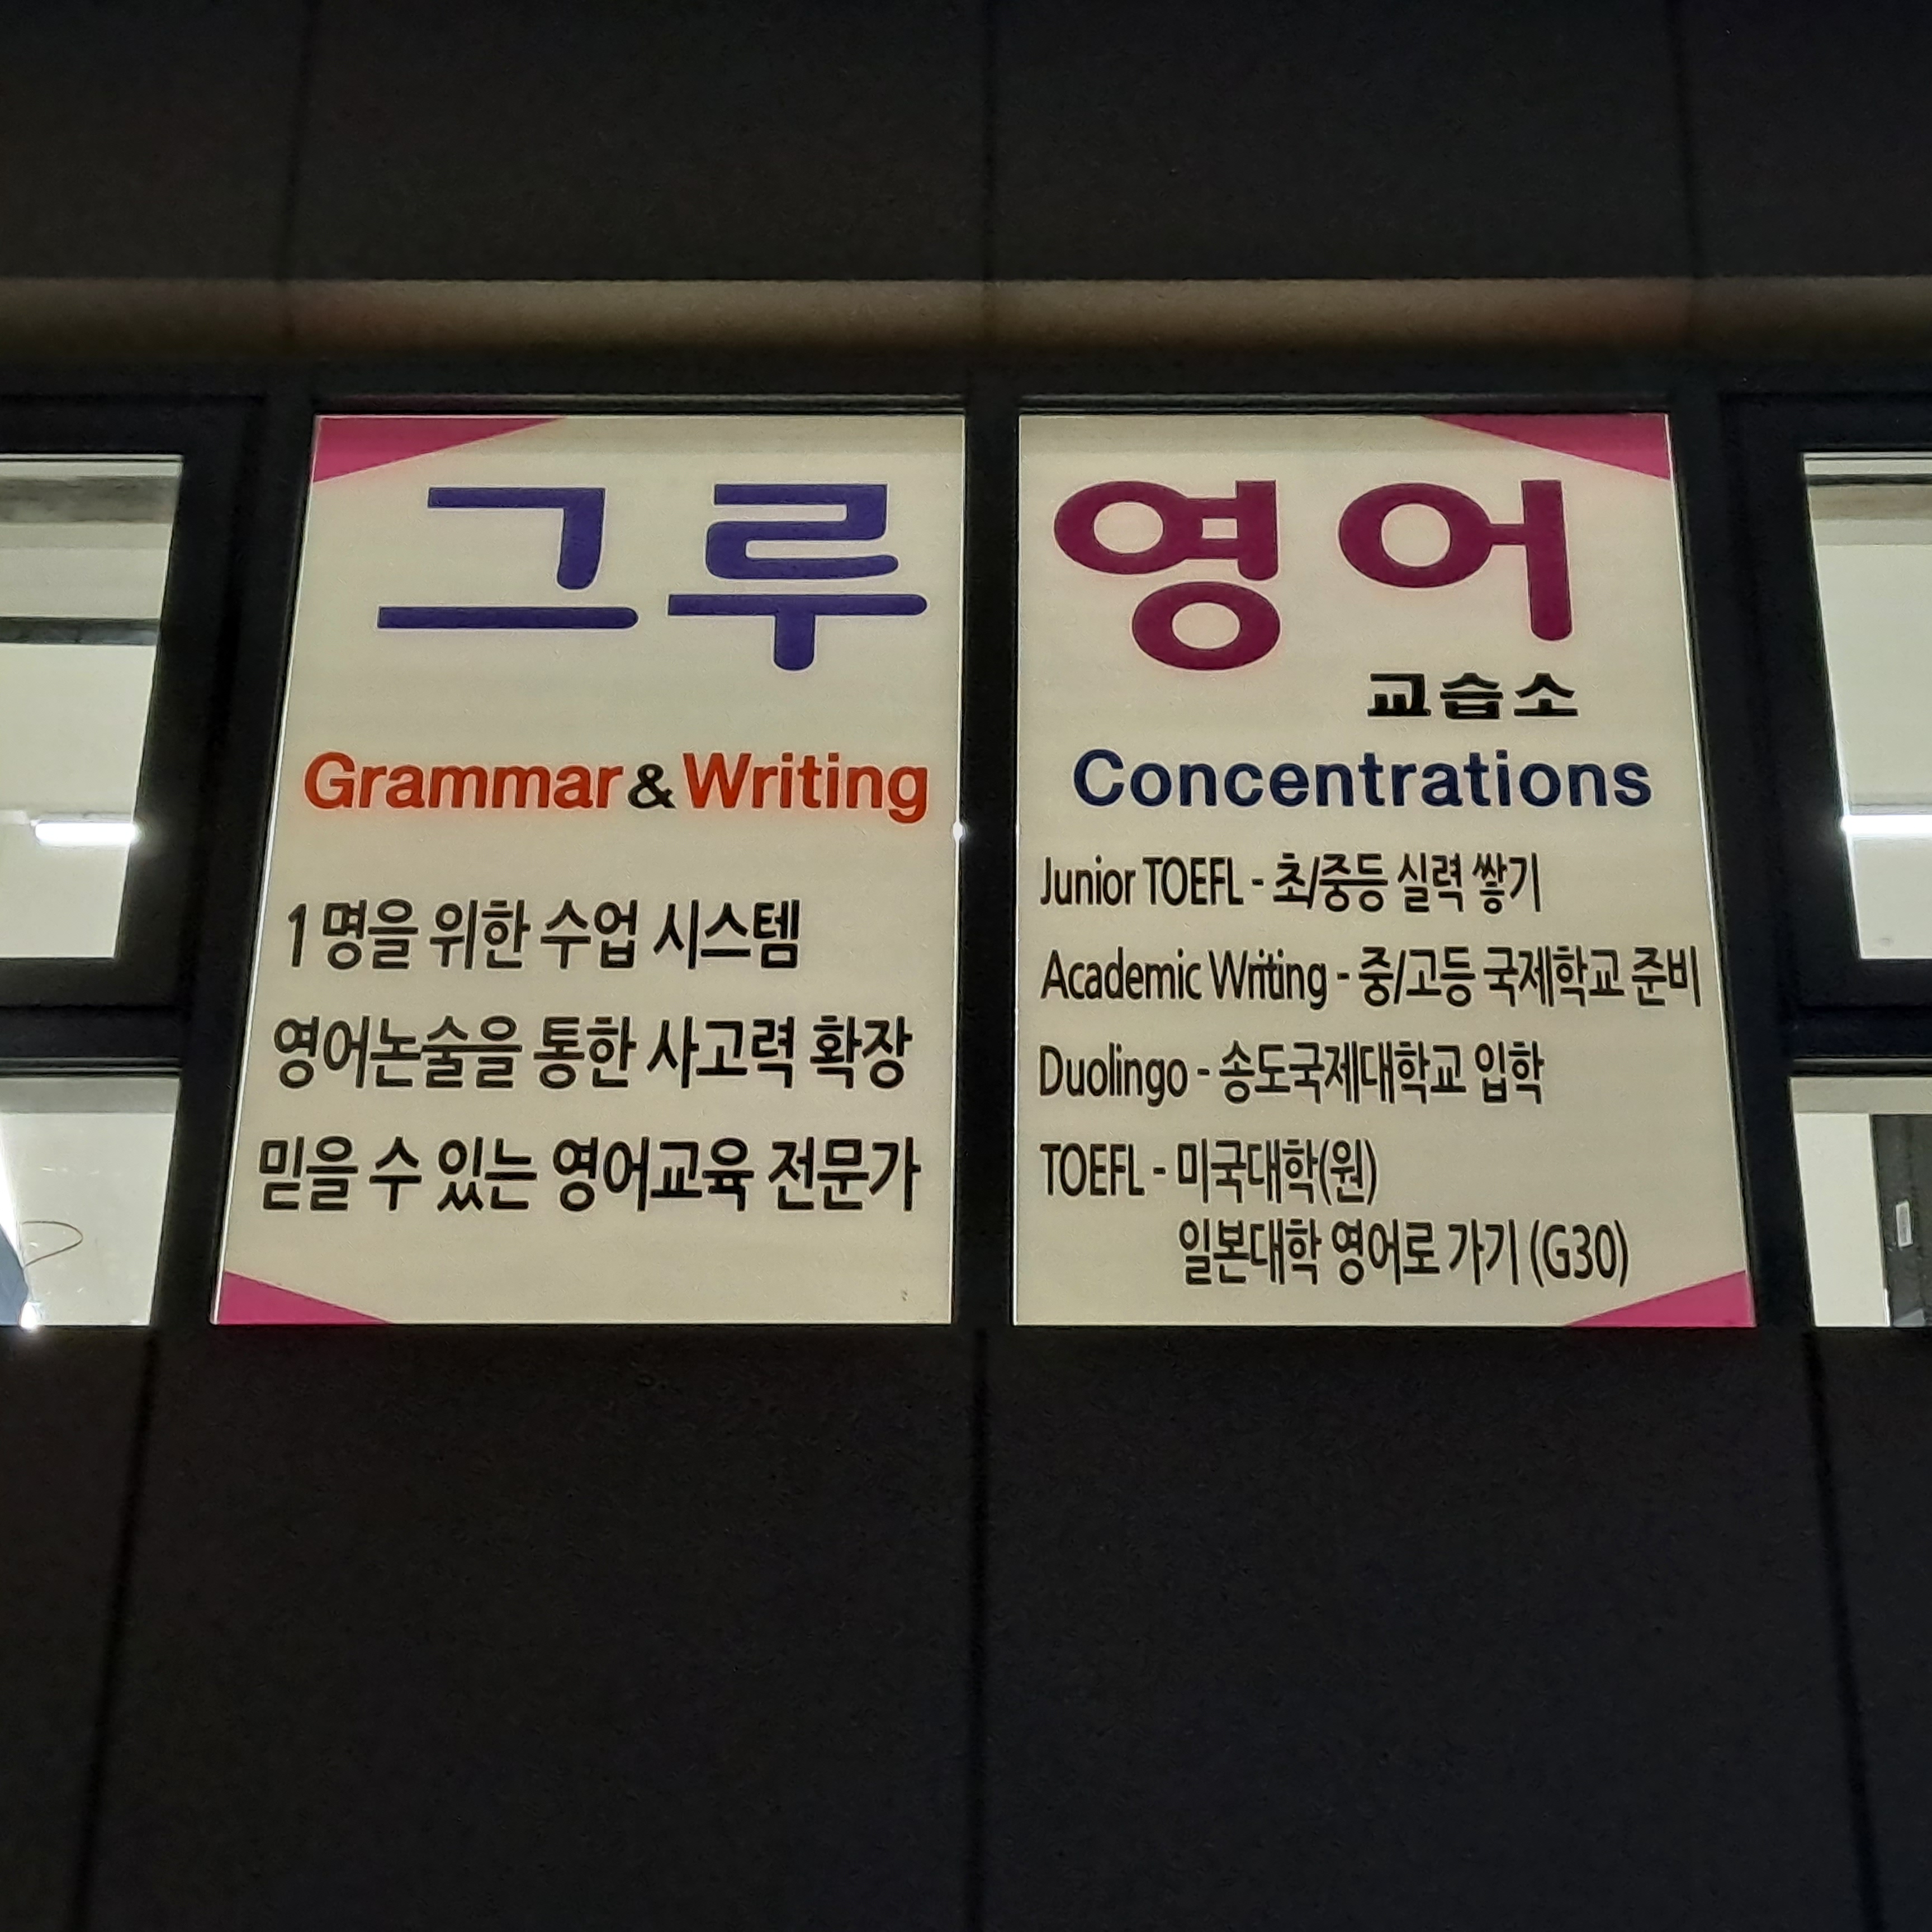 그루
Grammar & Writing
1명을 위한 수업 시스템
영어논술을 통한 사고력 확장
믿을 수 있는 영어교육 전문가
영어
교습소
Concentrations
Junior TOEFL - 초/중등 실력 쌓기
Academic Writing - 중/고등 국제학교 준비
Duolingo - 송도국제대학교 입학
TOEFL - 미국대학(원)
일본대학 영어로 가기 (G30)